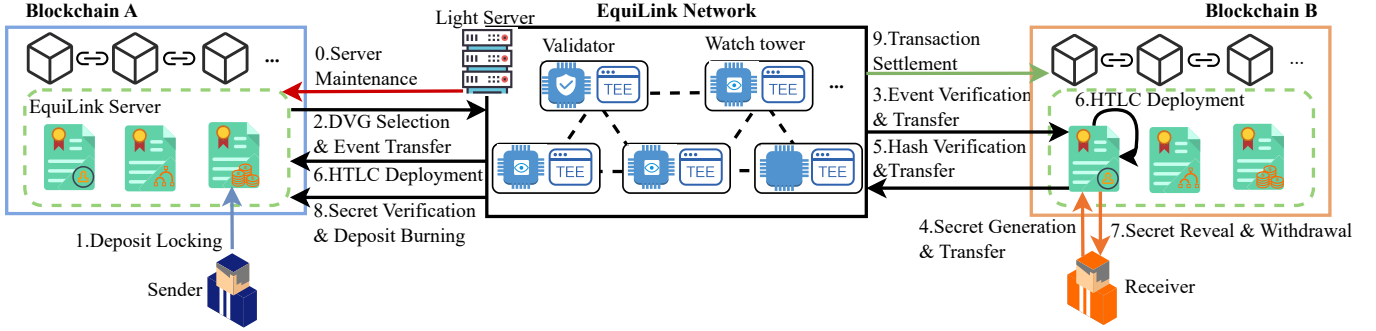 Blockchain A
EquiLink Network
Blockchain B
Light Server
0.Server
Maintenance
Validator
Watch tower
TEE
TEE
...
...
9.Transaction
Settlement
...
EquiLink Server
2.DVG Selection
& Event Transfer
3.Event Verification
& Transfer
6.HTLC Deployment
6.HTLC Deployment
TEE
TEE
TEE
5.Hash Verification
&Transfer
8.Secret Verification
& Deposit Burning
1.Deposit Locking
4.Secret Generation
& Transfer
7.Secret Reveal & Withdrawal
Sender
Receiver